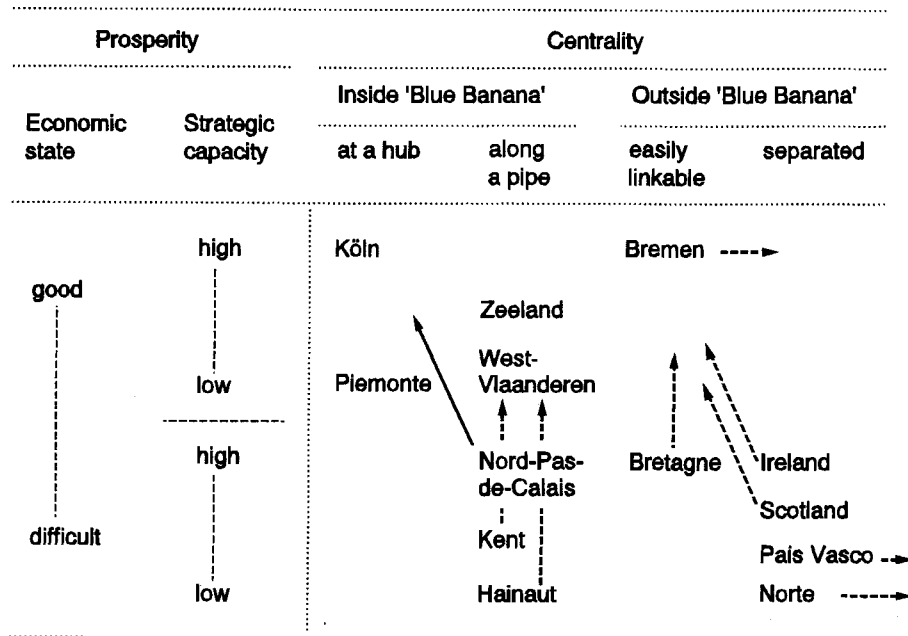 Prosperity Centrality
Inside 'Blue Banana' Outside 'Blue Banana'
Economic Strategic
state capacity
at a hub along easily separated
a pipe linkable
high Köln Bremen
good
Zeeland
West-
low Piemonte Vlaanderen
high Nord-Pas- Bretagne Ireland
de-Calais
Scotland
difficult Kent
Pais Vasco
low Hainaut Norte